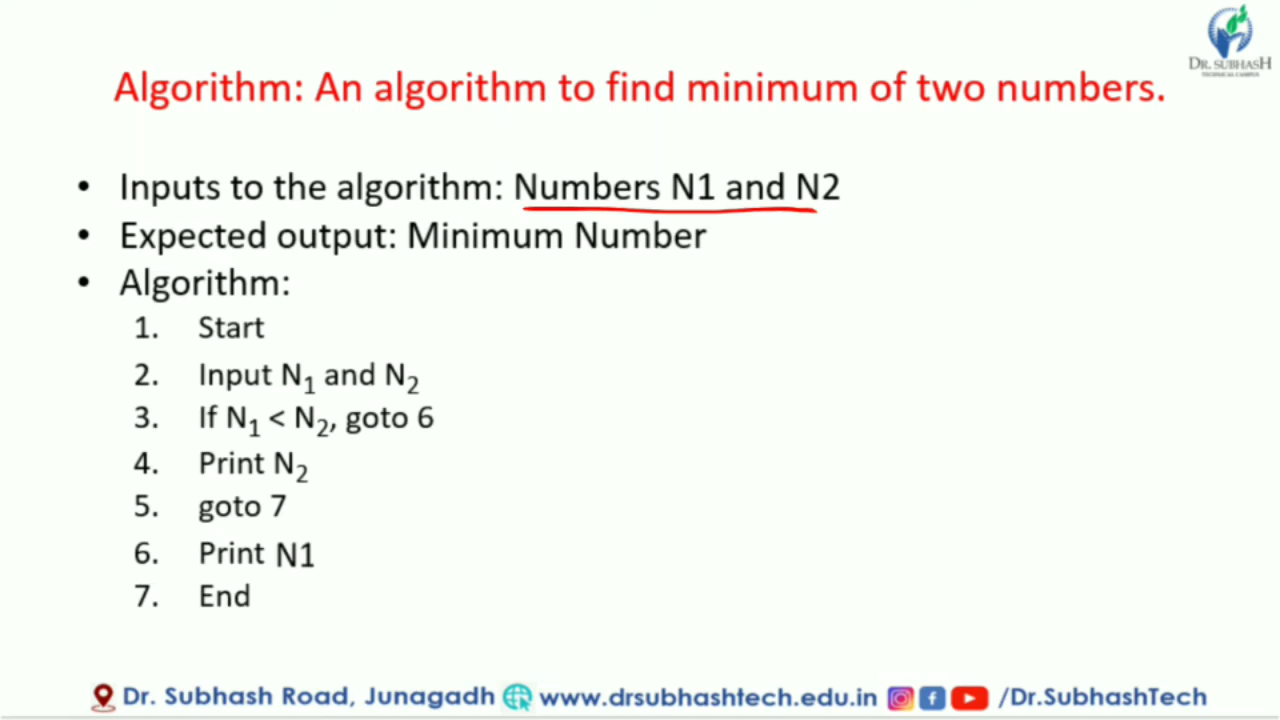 DR. SUBHASH
TECHNICAL CAMPUS
Algorithm: An algorithm to find minimum of two numbers.
• Inputs to the algorithm: Numbers N1 and N2
• Expected output: Minimum Number
• Algorithm:
1. Start
2. Input N₁ and N₂
3. If N₁ < N₂, goto 6
4. Print N₂
5. goto 7
6. Print N1
7. End
Dr. Subhash Road, Junagadh www.drsubhashtech.edu.in /Dr.SubhashTech